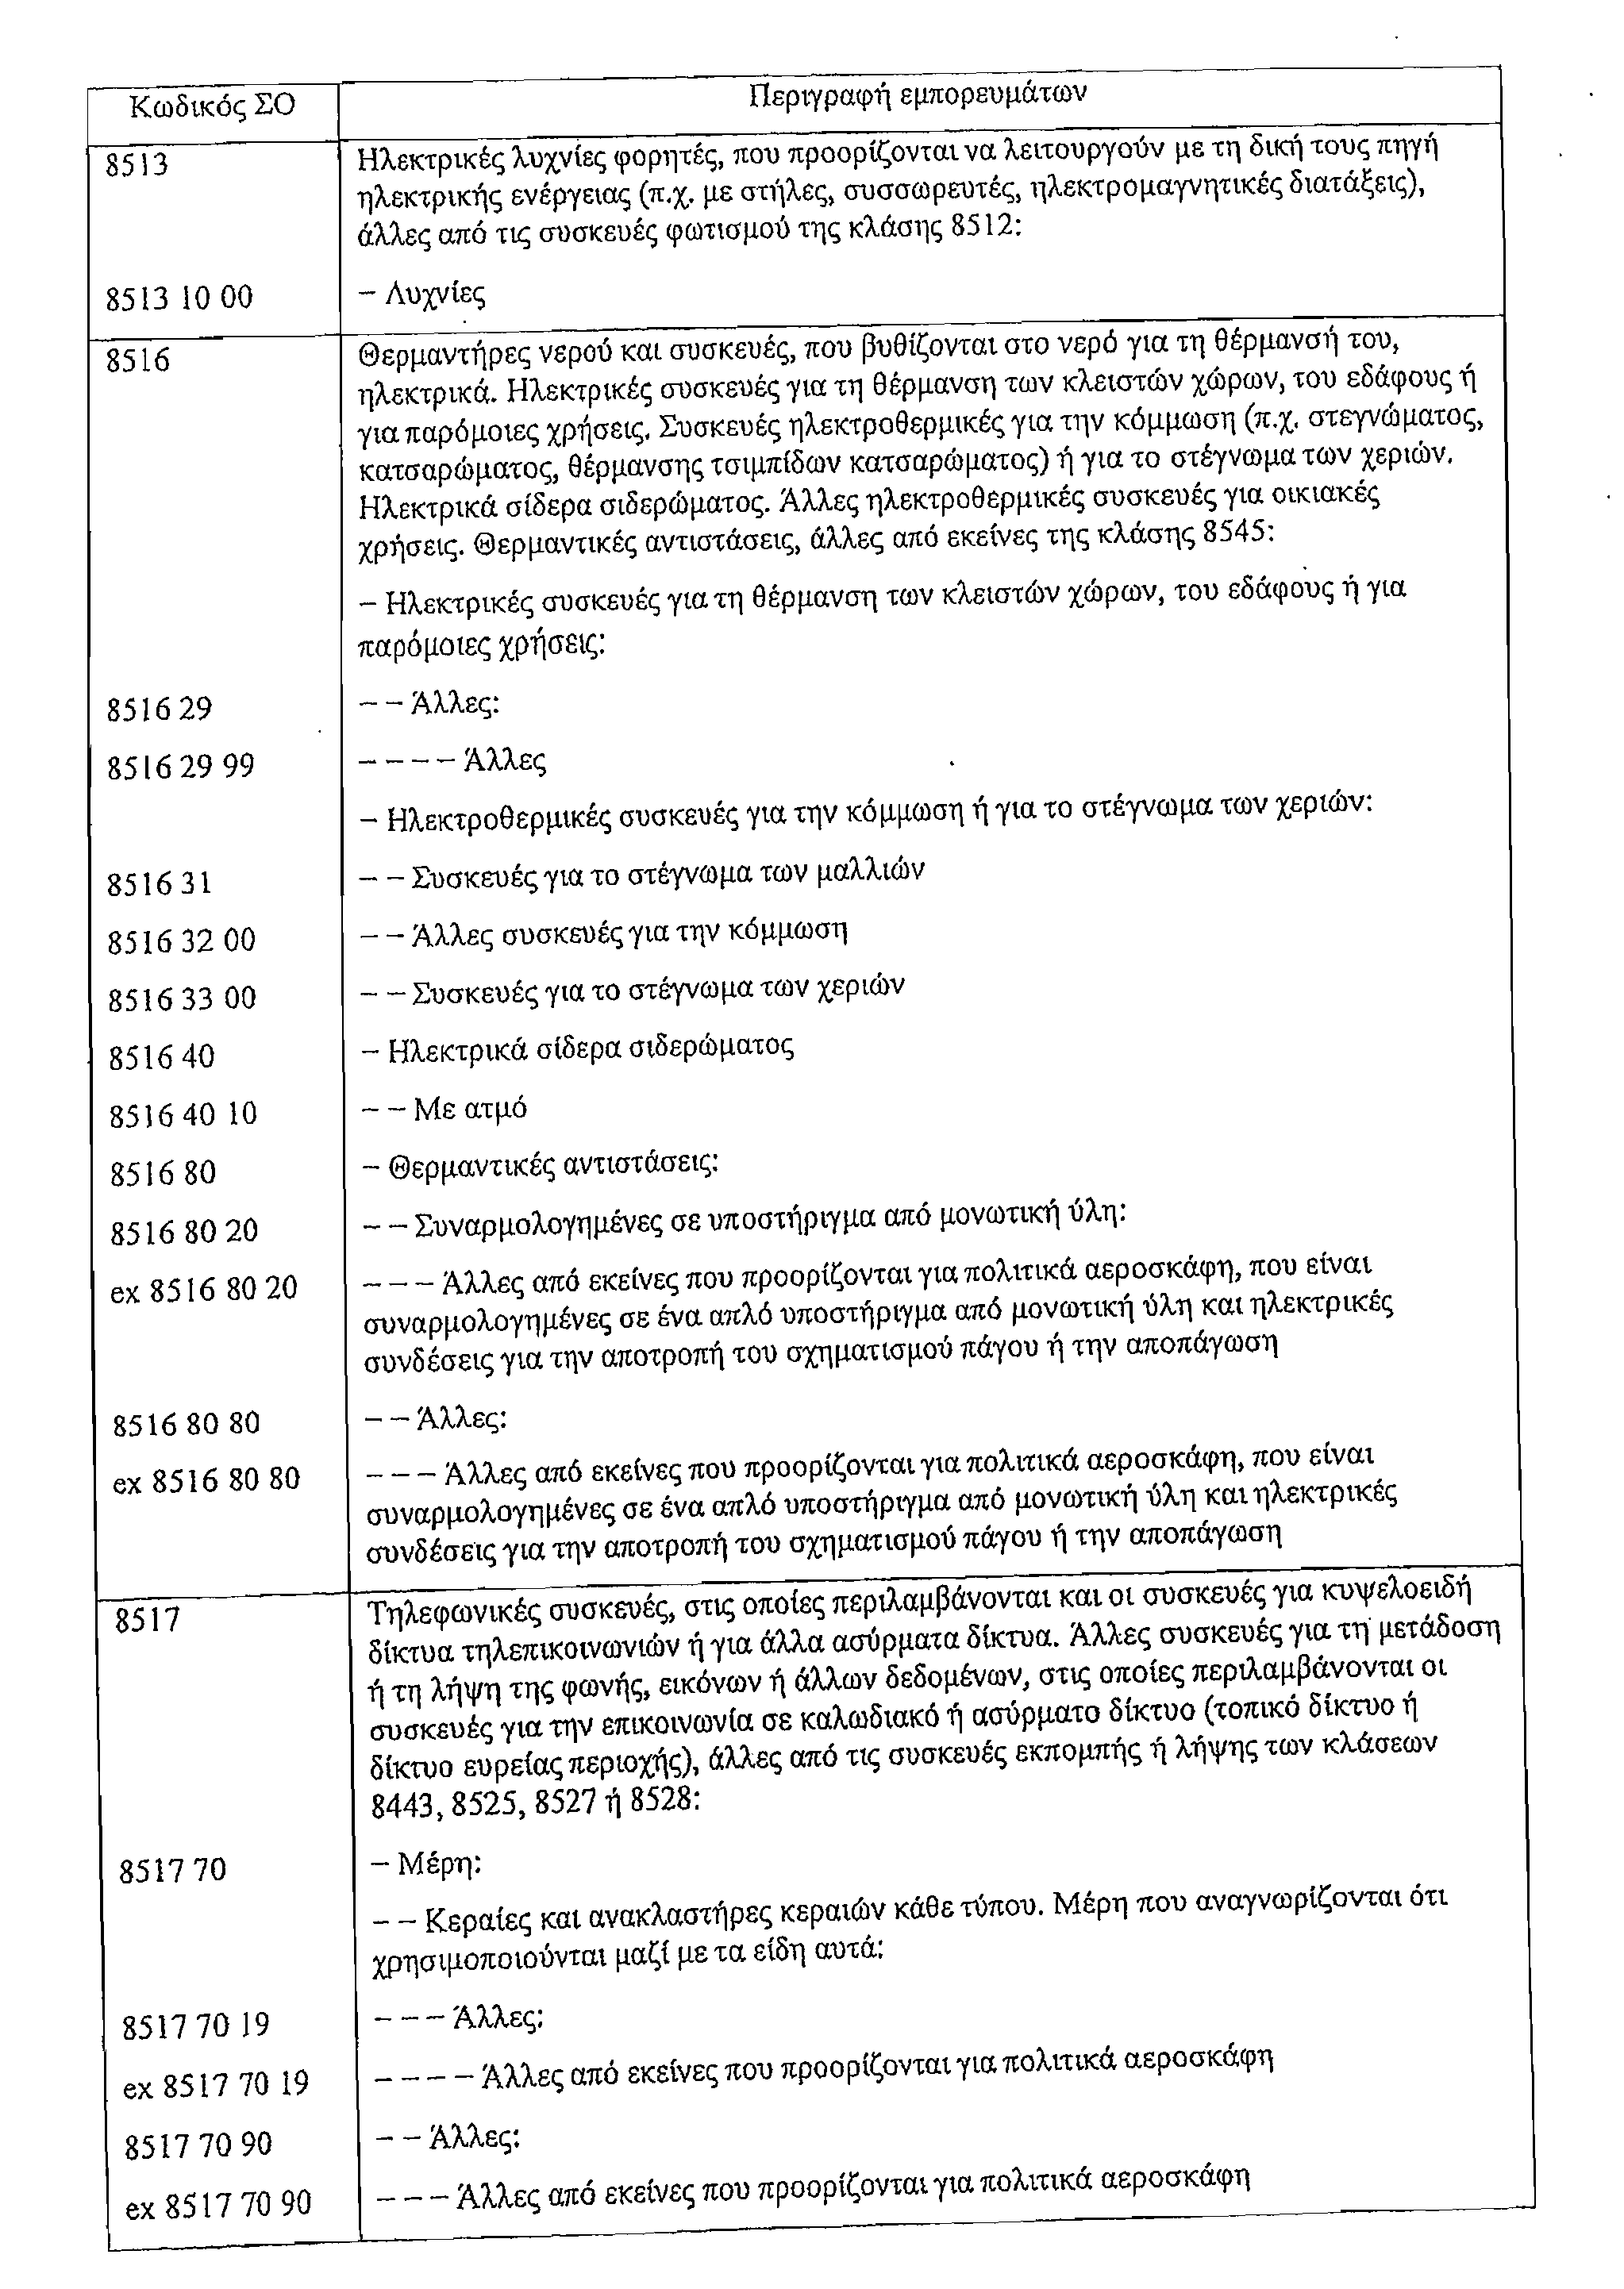 Κωδικός ΣΟ
Περιγραφή εμπορευμάτων
8513
Ηλεκτρικές λυχνίες φορητές, που προορίζονται να λειτουργούν με τη δική τους πηγή
ηλεκτρικής ενέργειας (π.χ. με στήλες, συσσωρευτές, ηλεκτρομαγνητικές διατάξεις),
άλλες από τις συσκευές φωτισμού της κλάσης 8512:
8513 10 00
– Λυχνίες
8516
Θερμαντήρες νερού και συσκευές, που βυθίζονται στο νερό για τη θέρμανσή του,
ηλεκτρικά. Ηλεκτρικές συσκευές για τη θέρμανση των κλειστών χώρων, του εδάφους ή
για παρόμοιες χρήσεις. Συσκευές ηλεκτροθερμικές για την κόμμωση (π.χ. στεγνώματος,
κατσαρώματος, θέρμανσης τσιμπίδων κατσαρώματος) ή για το στέγνωμα των χεριών.
Ηλεκτρικά σίδερα σιδερώματος. Άλλες ηλεκτροθερμικές συσκευές για οικιακές
χρήσεις. Θερμαντικές αντιστάσεις, άλλες από εκείνες της κλάσης 8545:
– Ηλεκτρικές συσκευές για τη θέρμανση των κλειστών χώρων, του εδάφους ή για
παρόμοιες χρήσεις:
8516 29
– – Άλλες:
8516 29 99
– – – – Άλλες
– Ηλεκτροθερμικές συσκευές για την κόμμωση ή για το στέγνωμα των χεριών:
8516 31
– – Συσκευές για το στέγνωμα των μαλλιών
8516 32 00
– – Άλλες συσκευές για την κόμμωση
8516 33 00
– – Συσκευές για το στέγνωμα των χεριών
8516 40
– Ηλεκτρικά σίδερα σιδερώματος
8516 40 10
– – Με ατμό
8516 80
– Θερμαντικές αντιστάσεις:
8516 80 20
– – Συναρμολογημένες σε υποστήριγμα από μονωτική ύλη:
ex 8516 80 20
– – – Άλλες από εκείνες που προορίζονται για πολιτικά αεροσκάφη, που είναι
συναρμολογημένες σε ένα απλό υποστήριγμα από μονωτική ύλη και ηλεκτρικές
συνδέσεις για την αποτροπή του σχηματισμού πάγου ή την αποπάγωση
8516 80 80
– – Άλλες:
ex 8516 80 80
– – – Άλλες από εκείνες που προορίζονται για πολιτικά αεροσκάφη, που είναι
συναρμολογημένες σε ένα απλό υποστήριγμα από μονωτική ύλη και ηλεκτρικές
συνδέσεις για την αποτροπή του σχηματισμού πάγου ή την αποπάγωση
8517
Τηλεφωνικές συσκευές, στις οποίες περιλαμβάνονται και οι συσκευές για κυψελοειδή
δίκτυα τηλεπικοινωνιών ή για άλλα ασύρματα δίκτυα. Άλλες συσκευές για τη μετάδοση
ή τη λήψη της φωνής, εικόνων ή άλλων δεδομένων, στις οποίες περιλαμβάνονται οι
συσκευές για την επικοινωνία σε καλωδιακό ή ασύρματο δίκτυο (τοπικό δίκτυο ή
δίκτυο ευρείας περιοχής), άλλες από τις συσκευές εκπομπής ή λήψης των κλάσεων
8443, 8525, 8527 ή 8528:
8517 70
– Μέρη:
– – Κεραίες και ανακλαστήρες κεραιών κάθε τύπου. Μέρη που αναγνωρίζονται ότι
χρησιμοποιούνται μαζί με τα είδη αυτά:
8517 70 19
– – – Άλλες:
ex 8517 70 19
– – – – Άλλες από εκείνες που προορίζονται για πολιτικά αεροσκάφη
8517 70 90
– – Άλλες:
ex 8517 70 90
– – – Άλλες από εκείνες που προορίζονται για πολιτικά αεροσκάφη